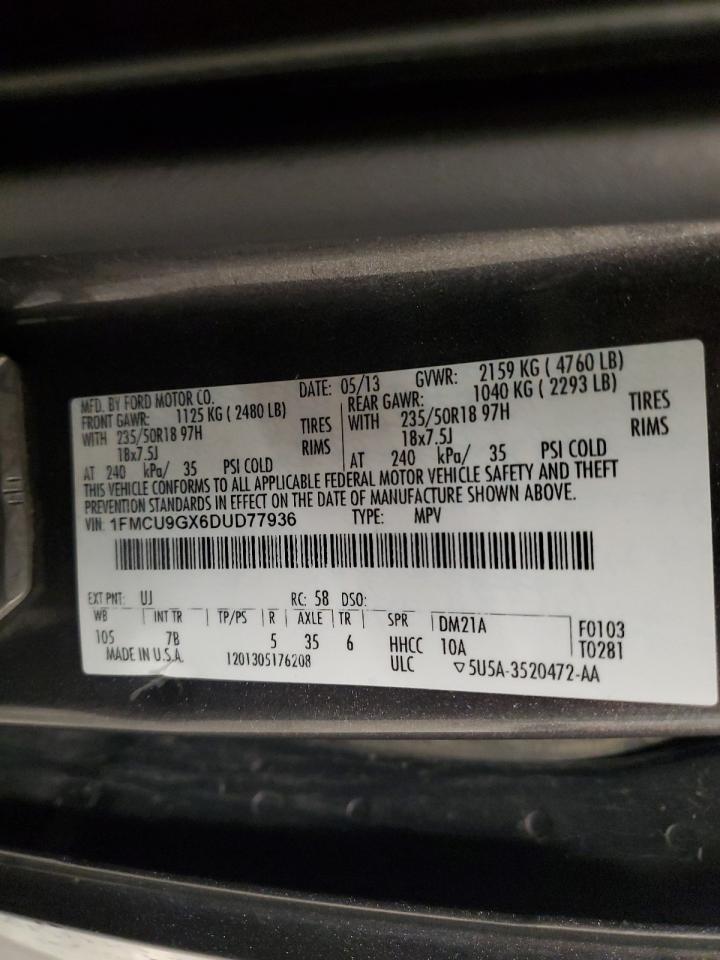 MFD. BY FORD MOTOR CO. DATE: 05/13 GVWR: 2159 KG ( 4760 LB)
FRONT GAWR: 1125 KG ( 2480 LB) REAR GAWR: 1040 KG ( 2293 LB)
WITH 235/50R18 97H TIRES WITH 235/50R18 97H TIRES
18x7.5J RIMS 18x7.5J RIMS
AT 240 kPa/ 35 PSI COLD AT 240 kPa/ 35 PSI COLD
THIS VEHICLE CONFORMS TO ALL APPLICABLE FEDERAL MOTOR VEHICLE SAFETY AND THEFT
PREVENTION STANDARDS IN EFFECT ON THE DATE OF MANUFACTURE SHOWN ABOVE.
VIN: 1FMCU9GX6DUD77936 TYPE: MPV
EXT PNT: UJ RC: 58 DSO:
WB INT TR TP/PS R AXLE TR SPR DM21A F0103
105 7B 5 35 6 HHCC 10A T0281
MADE IN U.S.A. 1201305176208 ULC 5U5A-3520472-AA